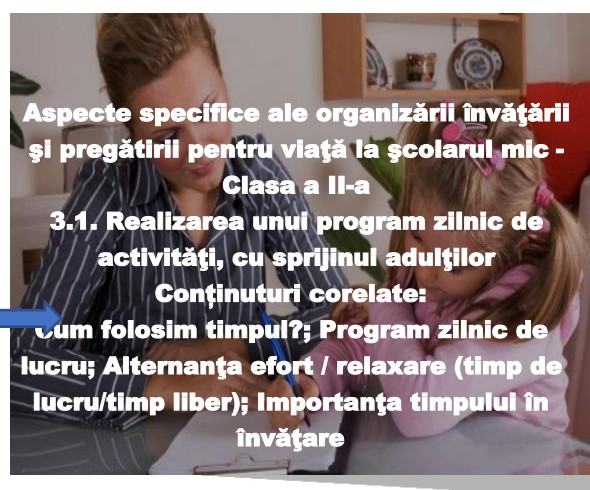 Aspecte specifice ale organizării învăţării
şi pregătirii pentru viaţă la şcolarul mic -
Clasa a II-a
3.1. Realizarea unui program zilnic de
activităţi, cu sprijinul adulţilor
Conținuturi corelate:
Cum folosim timpul?; Program zilnic de
lucru; Alternanţa efort / relaxare (timp de
lucru/timp liber); Importanţa timpului în
învăţare